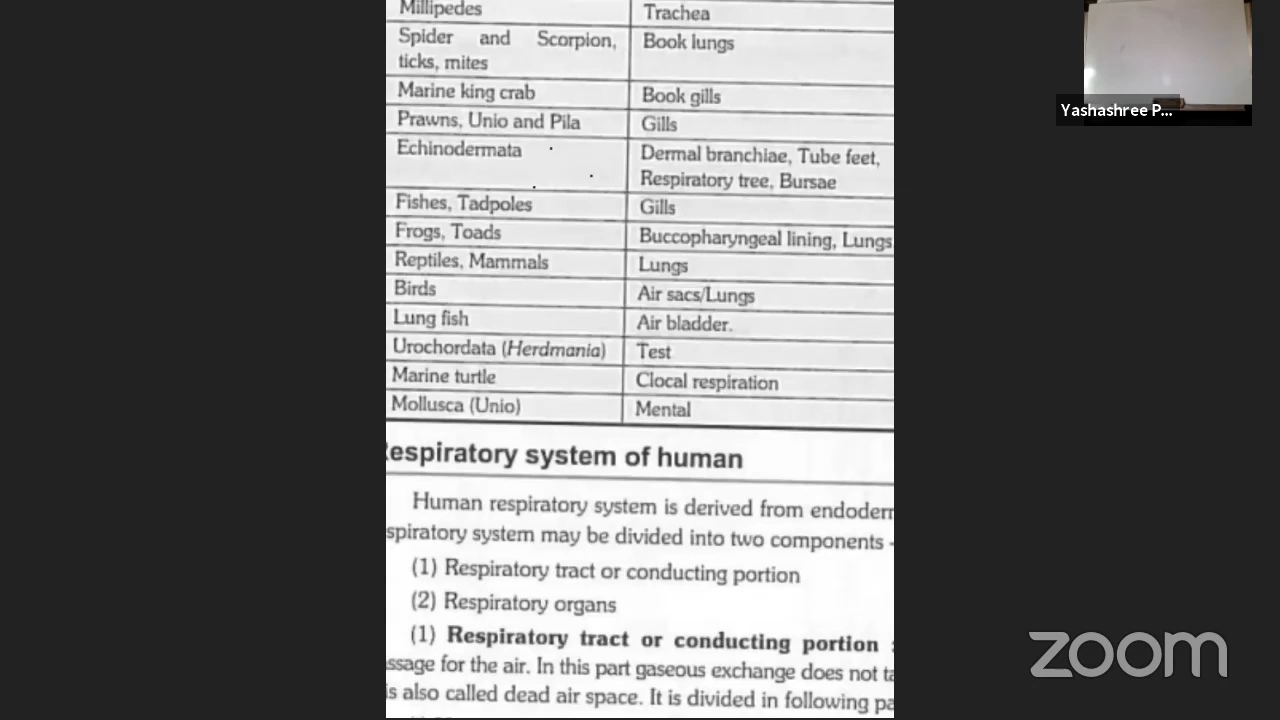 Millipedes Trachea
Spider and Scorpion, Book lungs
ticks, mites
Marine king crab Book gills
Prawns, Unio and Pila Gills
Echinodermata Dermal branchiae, Tube feet,
Respiratory tree, Bursae
Fishes, Tadpoles Gills
Frogs, Toads Buccopharyngeal lining, Lungs
Reptiles, Mammals Lungs
Birds Air sacs/Lungs
Lung fish Air bladder.
Urochordata (Herdmania) Test
Marine turtle Clocal respiration
Mollusca (Unio) Mental
espiratory system of human
Human respiratory system is derived from endoderm
spiratory system may be divided into two components -
(1) Respiratory tract or conducting portion
(2) Respiratory organs
(1) Respiratory tract or conducting portion :
ssage for the air. In this part gaseous exchange does not ta
is also called dead air space. It is divided in following pa
Yashashree P...
zoom